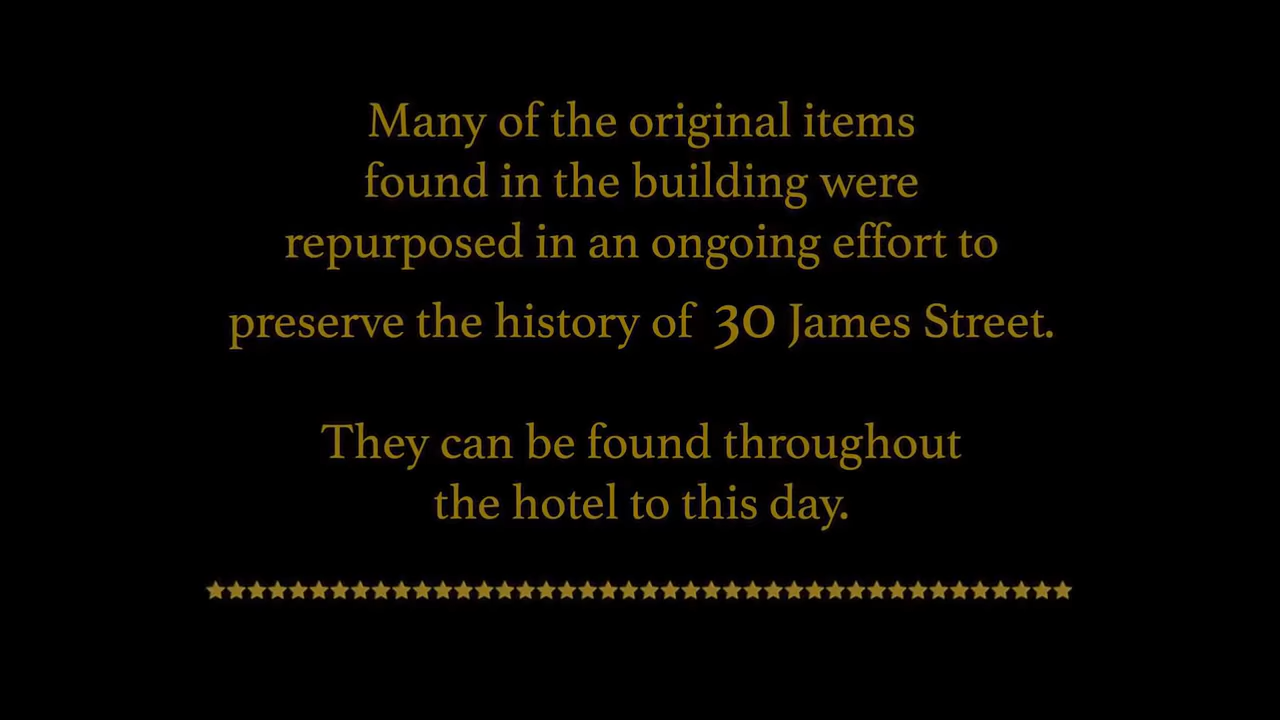 Many of the original items
found in the building were
repurposed in an ongoing effort to
preserve the history of 30 James Street.
They can be found throughout
the hotel to this day.